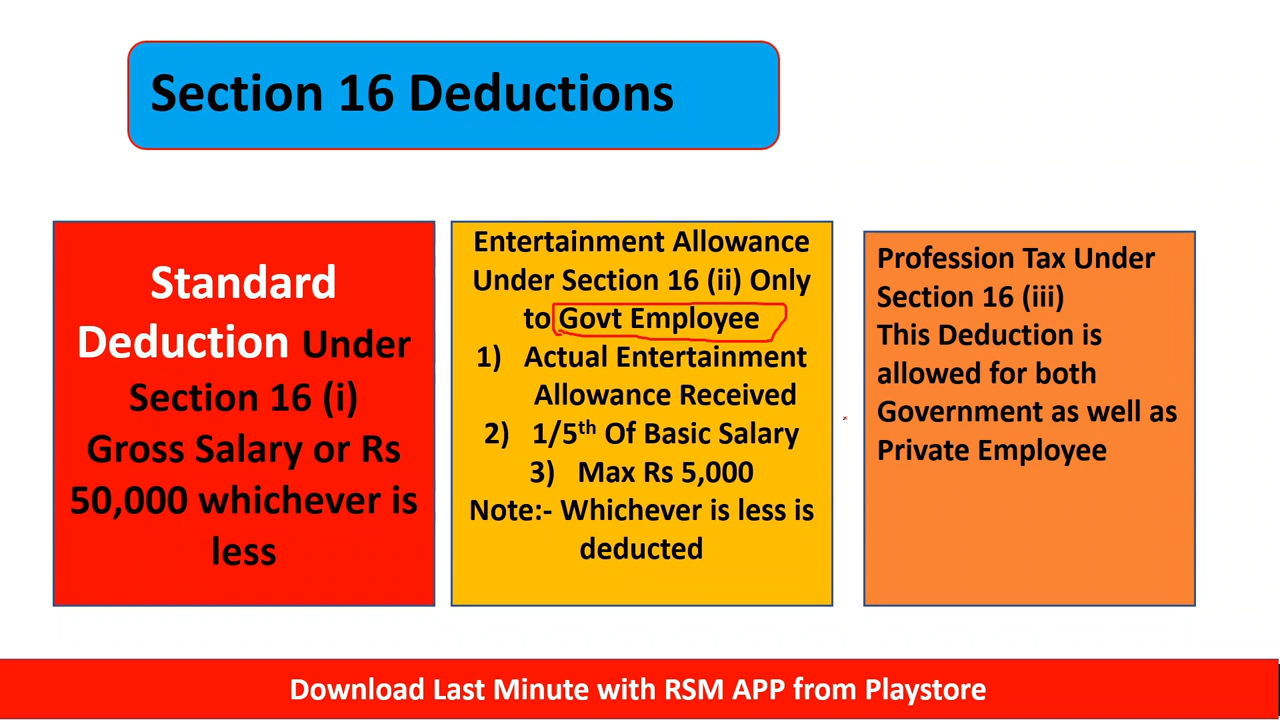 Section 16 Deductions
Standard
Deduction Under
Section 16 (i)
Gross Salary or Rs
50,000 whichever is
less
Entertainment Allowance
Under Section 16 (ii) Only
to Govt Employee
1) Actual Entertainment
Allowance Received
2) 1/5th Of Basic Salary
3) Max Rs 5,000
Note:- Whichever is less is
deducted
Profession Tax Under
Section 16 (iii)
This Deduction is
allowed for both
Government as well as
Private Employee
Download Last Minute with RSM APP from Playstore